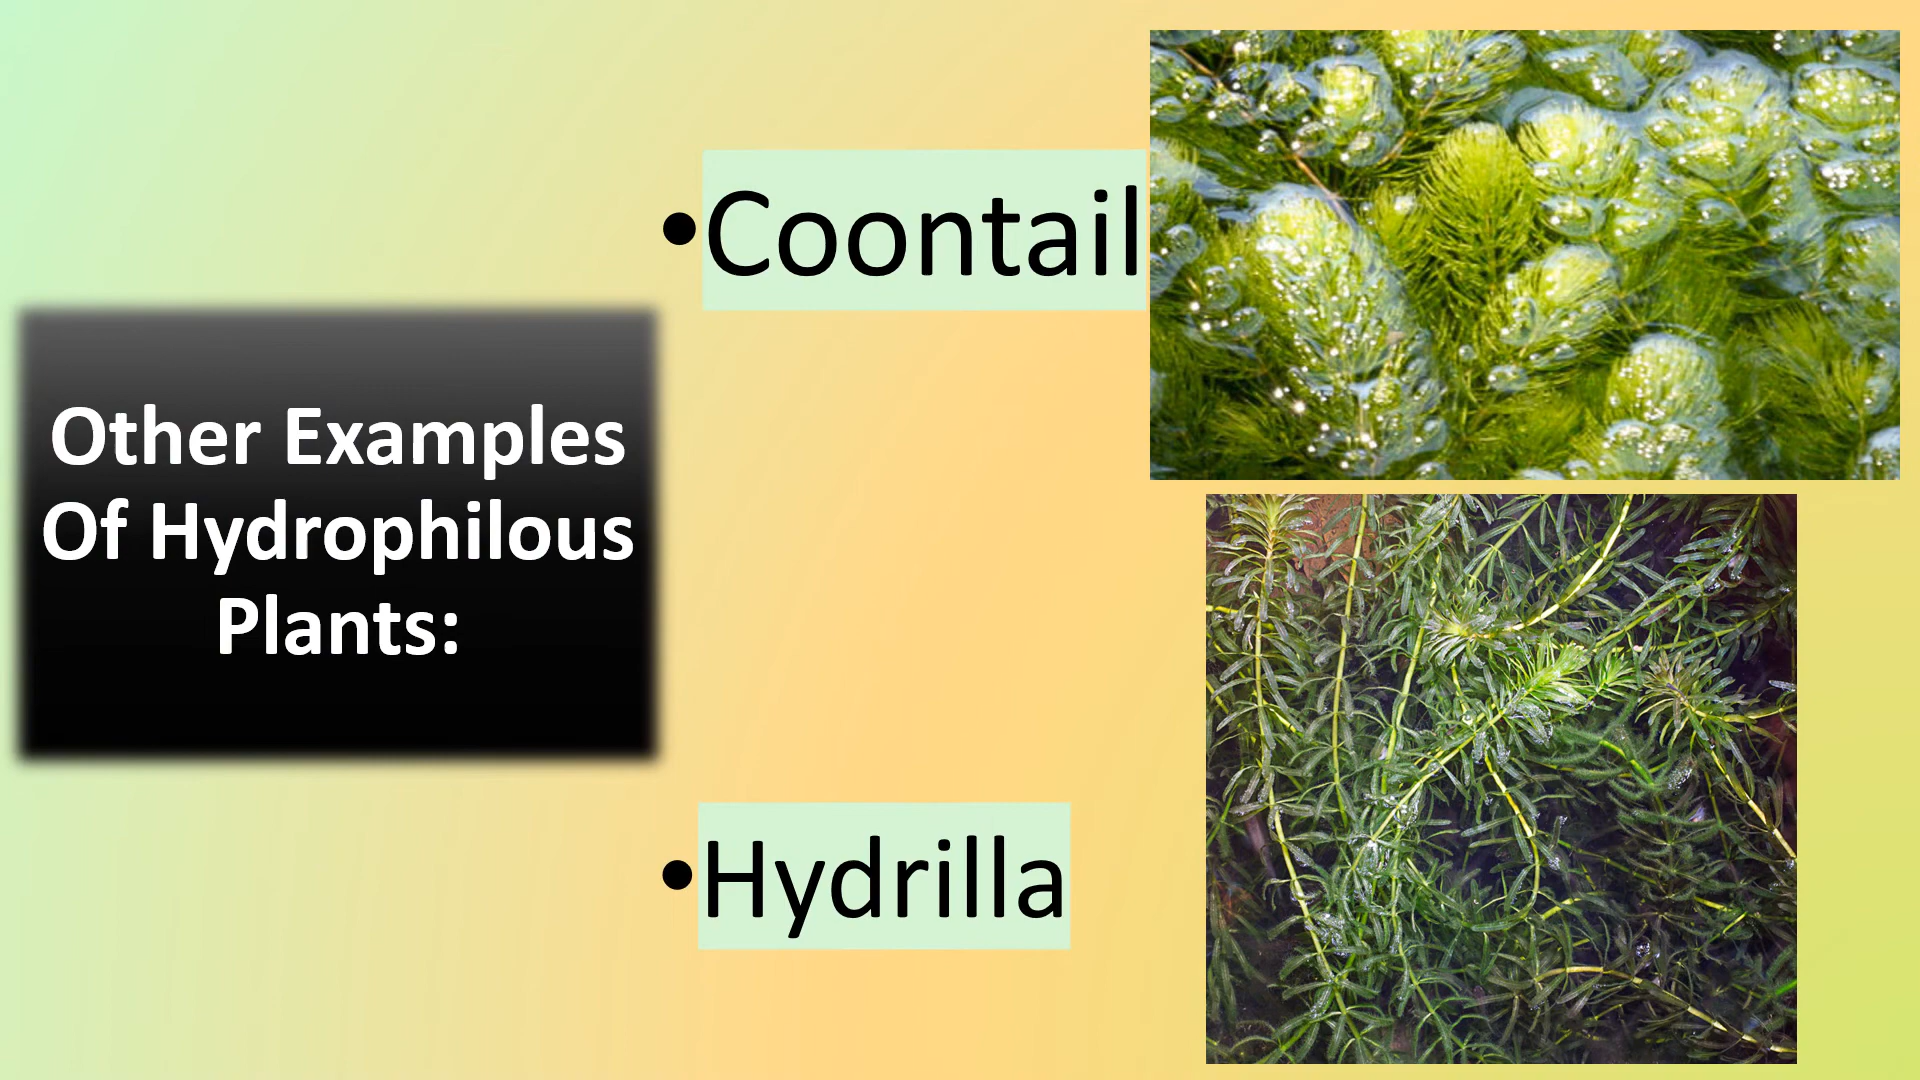 Other Examples
Of Hydrophilous
Plants:
•Coontail
•Hydrilla